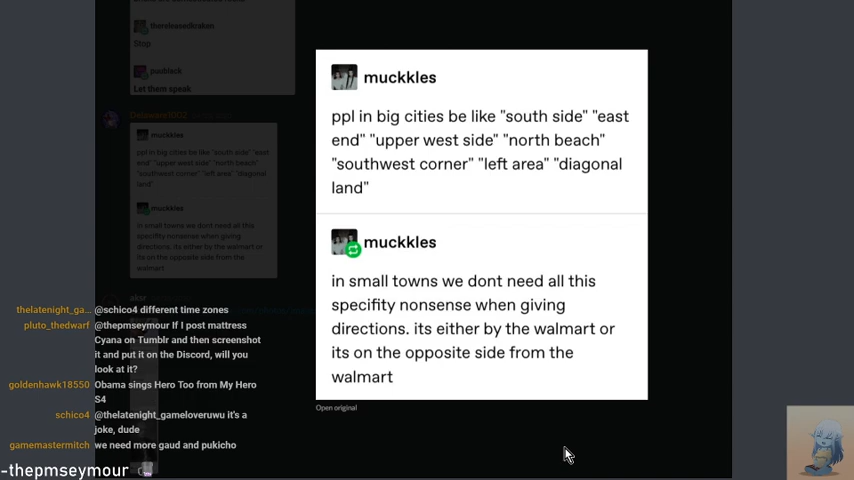 thereleasedkraken
Stop
puublack
Let them speak
Delaware1002
muckkles
ppl in big cities be like "south side" "east
end" "upper west side" "north beach"
"southwest corner" "left area" "diagonal
land"
muckkles
in small towns we dont need all this
specifity nonsense when giving
directions. its either by the walmart or
its on the opposite side from the
walmart
muckkles
ppl in big cities be like "south side" "east
end" "upper west side" "north beach"
"southwest corner" "left area" "diagonal
land"
muckkles
in small towns we dont need all this
specifity nonsense when giving
directions. its either by the walmart or
its on the opposite side from the
walmart
Open original
thelatenight_ga... @schico4 different time zones
pluto_thedwarf @thepmseymour If I post mattress
Cyana on Tumblr and then screenshot
it and put it on the Discord, will you
look at it?
goldenhawk18550 Obama sings Hero Too from My Hero
S4
schico4 @thelatenight_gameloveruwu it's a
joke, dude
gamemastermitch we need more gaud and pukicho
-thepmseymour